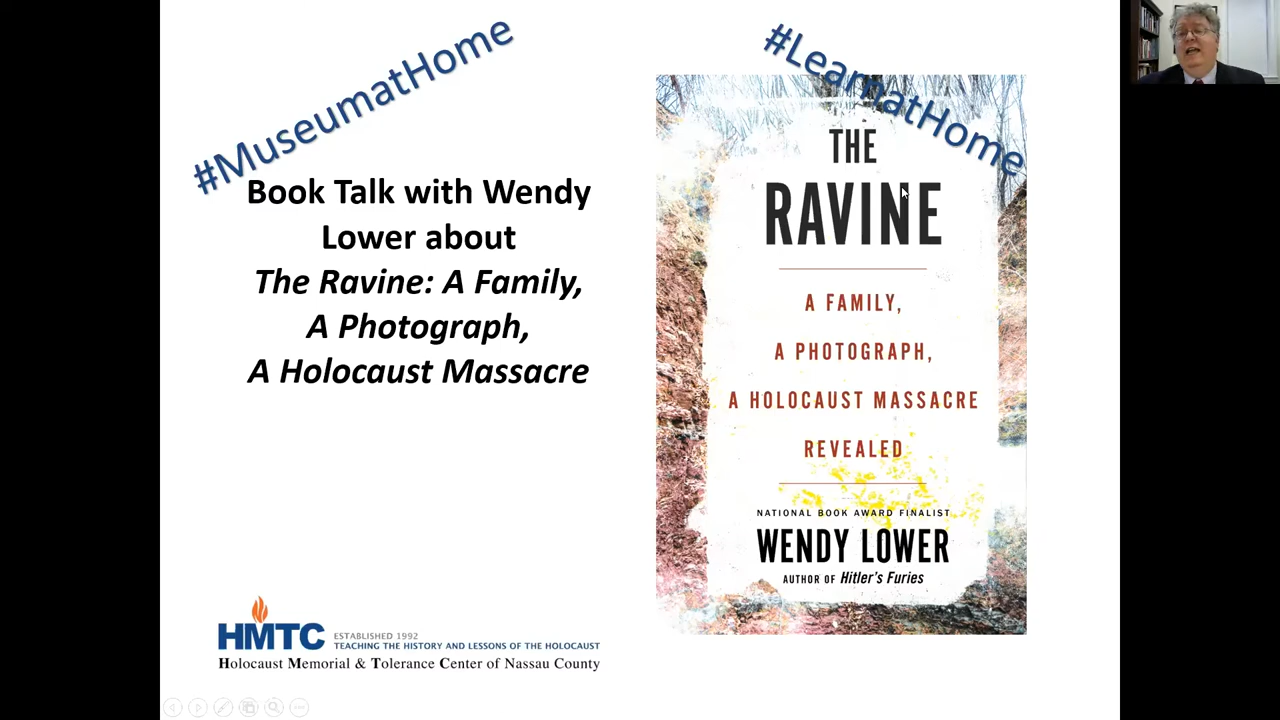 #MuseumatHome
#LearnatHome
Book Talk with Wendy
Lower about
The Ravine: A Family,
A Photograph,
A Holocaust Massacre
THE
RAVINE
A FAMILY,
A PHOTOGRAPH,
A HOLOCAUST MASSACRE
REVEALED
NATIONAL BOOK AWARD FINALIST
WENDY LOWER
AUTHOR OF Hitler's Furies
HMTC
ESTABLISHED 1992
TEACHING THE HISTORY AND LESSONS OF THE HOLOCAUST
Holocaust Memorial & Tolerance Center of Nassau County